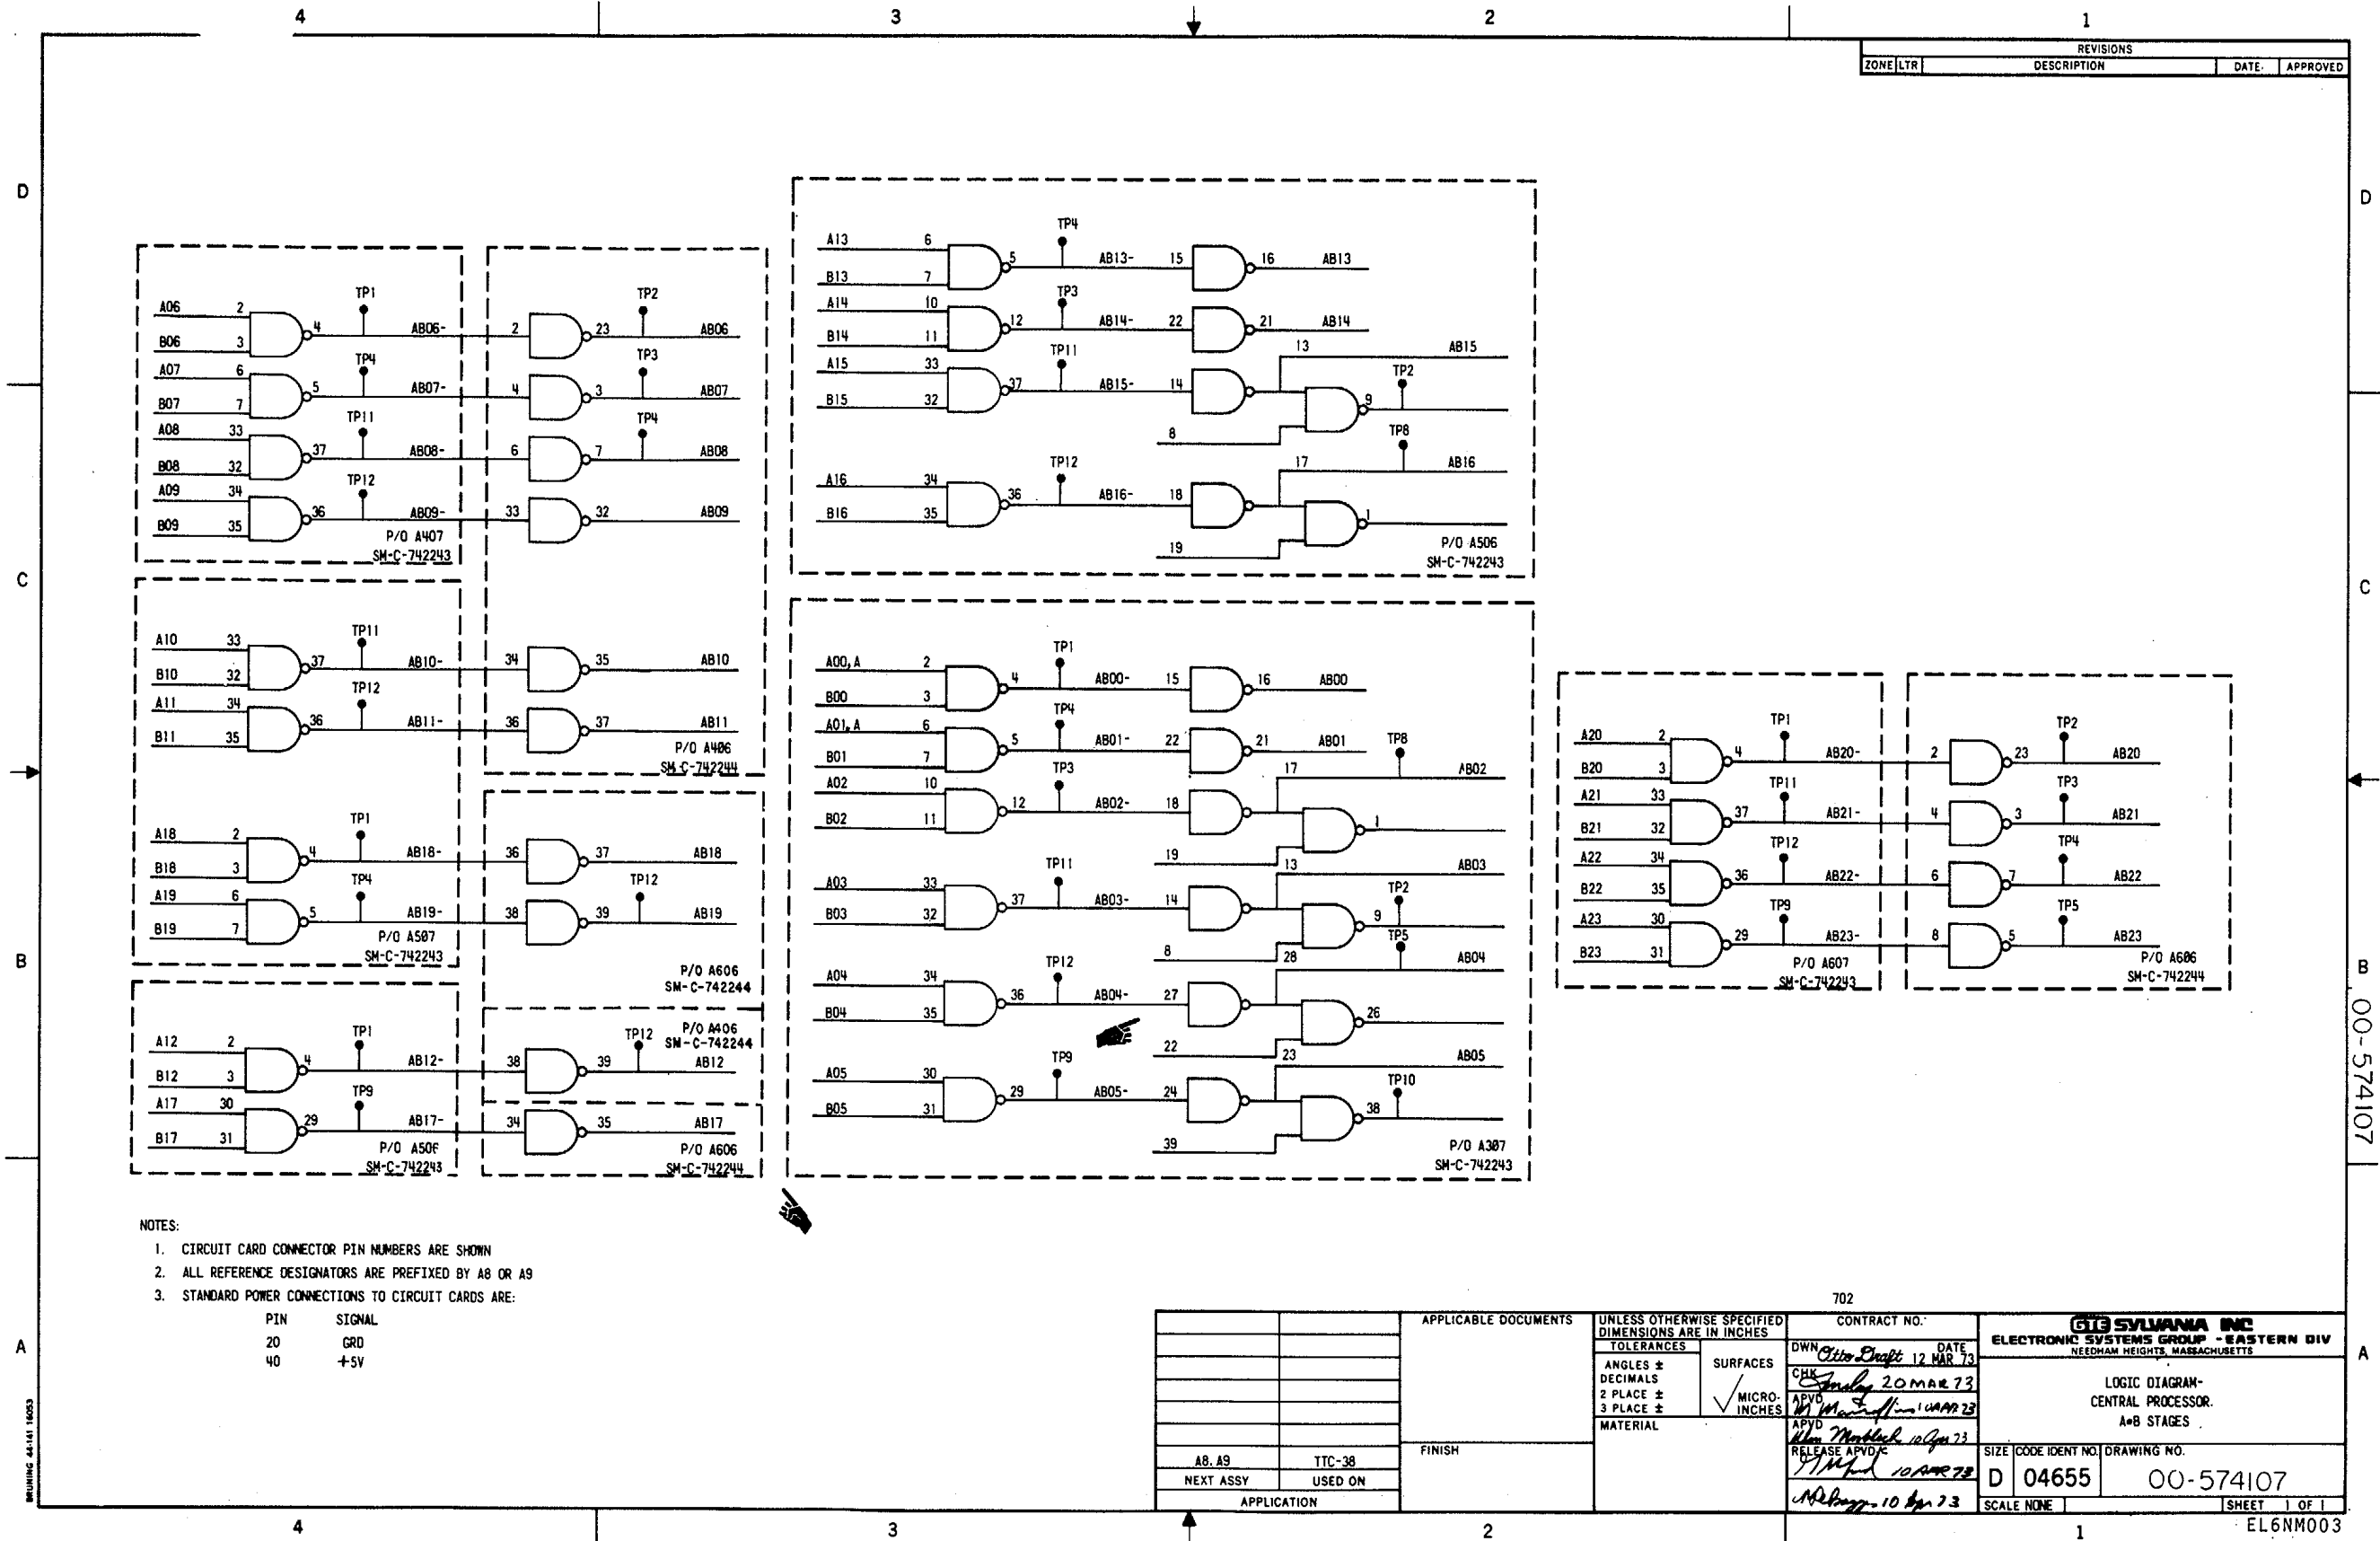 4 3 2 1
REVISIONS
ZONE LTR DESCRIPTION DATE APPROVED
D D
C C
B B
A A
A06 2 4 TP1 AB06- 2 23 TP2 AB06
B06 3
A07 6 5 TP4 AB07- 4 3 TP3 AB07
B07 7
A08 33 37 TP11 AB08- 6 7 TP4 AB08
B08 32
A09 34 36 TP12 AB09- 33 32 AB09
B09 35
P/O A407
SM-C-742243
A10 33 37 TP11 AB10- 34 35 AB10
B10 32
A11 34 36 TP12 AB11- 36 37 AB11
B11 35
P/O A406
SM-C-742244
A18 2 4 TP1 AB18- 36 37 AB18
B18 3
A19 6 5 TP4 AB19- 38 39 TP12 AB19
B19 7
P/O A507
SM-C-742243
P/O A606
SM-C-742244
P/O A406
SM-C-742244
A12 2 4 TP1 AB12- 38 39 TP12 AB12
B12 3
A17 30 29 TP9 AB17- 34 35 AB17
B17 31
P/O A506
SM-C-742243
P/O A606
SM-C-742244
A13 6 5 TP4 AB13- 15 16 AB13
B13 7
A14 10 12 TP3 AB14- 22 21 AB14
B14 11
A15 33 37 TP11 AB15- 14 13 AB15
B15 32
8 9 TP2
A16 34 36 TP12 AB16- 18 17 TP8 AB16
B16 35
19 1
P/O A506
SM-C-742243
A00,A 2 4 TP1 AB00- 15 16 AB00
B00 3
A01,A 6 5 TP4 AB01- 22 21 AB01
B01 7
A02 10 12 TP3 AB02- 18 17 TP8 AB02
B02 11
19 1
A03 33 37 TP11 AB03- 14 13 AB03
B03 32
8 9 TP2
A04 34 36 TP12 AB04- 27 28 TP5 AB04
B04 35
22 26
A05 30 29 TP9 AB05- 24 23 AB05
B05 31
39 38 TP10
P/O A307
SM-C-742243
A20 2 4 TP1 AB20- 2 23 TP2 AB20
B20 3
A21 33 37 TP11 AB21- 4 3 TP3 AB21
B21 32
A22 34 36 TP12 AB22- 6 7 TP4 AB22
B22 35
A23 30 29 TP9 AB23- 8 5 TP5 AB23
B23 31
P/O A607
SM-C-742243
P/O A606
SM-C-742244
00-574107
NOTES:
1. CIRCUIT CARD CONNECTOR PIN NUMBERS ARE SHOWN
2. ALL REFERENCE DESIGNATORS ARE PREFIXED BY A8 OR A9
3. STANDARD POWER CONNECTIONS TO CIRCUIT CARDS ARE:
PIN SIGNAL
20 GRD
40 +5V
BRUNING 44-141 16053
702
A8, A9 TTC-38
NEXT ASSY USED ON
APPLICATION
APPLICABLE DOCUMENTS
FINISH
UNLESS OTHERWISE SPECIFIED
DIMENSIONS ARE IN INCHES
TOLERANCES
ANGLES ±
DECIMALS
2 PLACE ±
3 PLACE ±
SURFACES
MICRO-
INCHES
MATERIAL
CONTRACT NO.
DWN Otto Draft DATE 12 MAR 73
CHK 20 MAR 73
APVD
APVD
RELEASE APVD 10 APR 73
GTE SYLVANIA INC
ELECTRONIC SYSTEMS GROUP - EASTERN DIV
NEEDHAM HEIGHTS, MASSACHUSETTS
LOGIC DIAGRAM-
CENTRAL PROCESSOR.
A•B STAGES
SIZE CODE IDENT NO. DRAWING NO.
D 04655 00-574107
SCALE NONE SHEET 1 OF 1
4 3 2 1
EL6NM003